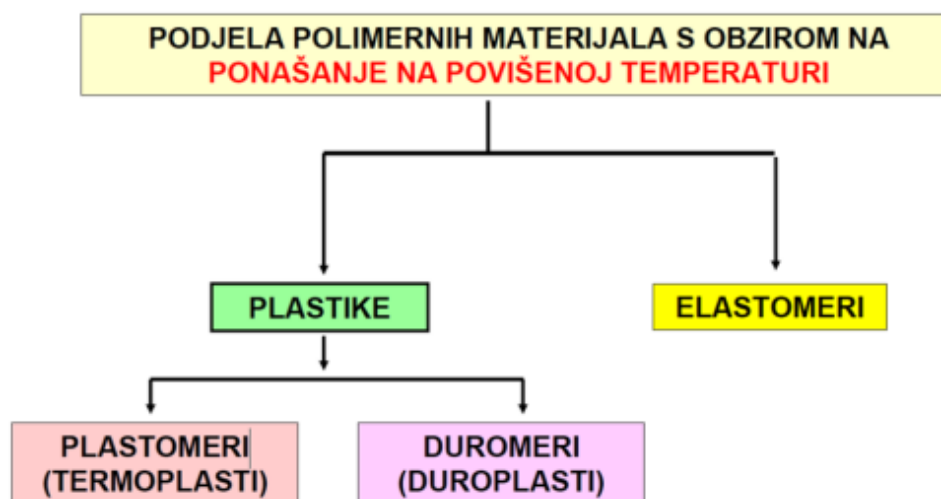 PODJELA POLIMERNIH MATERIJALA S OBZIROM NA
PONAŠANJE NA POVIŠENOJ TEMPERATURI
PLASTIKE
ELASTOMERI
PLASTOMERI
(TERMOPLASTI)
DUROMERI
(DUROPLASTI)